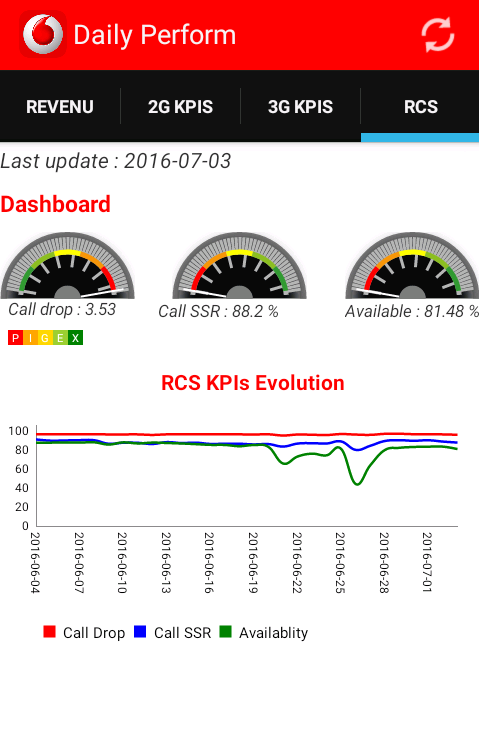 Daily Perform
REVENU 2G KPIS 3G KPIS RCS
Last update : 2016-07-03
Dashboard
Call drop : 3.53 Call SSR : 88.2 % Available : 81.48 %
P I G E X
RCS KPIs Evolution
100
80
60
40
20
0
2016-06-04 2016-06-07 2016-06-10 2016-06-13 2016-06-16 2016-06-19 2016-06-22 2016-06-25 2016-06-28 2016-07-01
Call Drop Call SSR Availablity